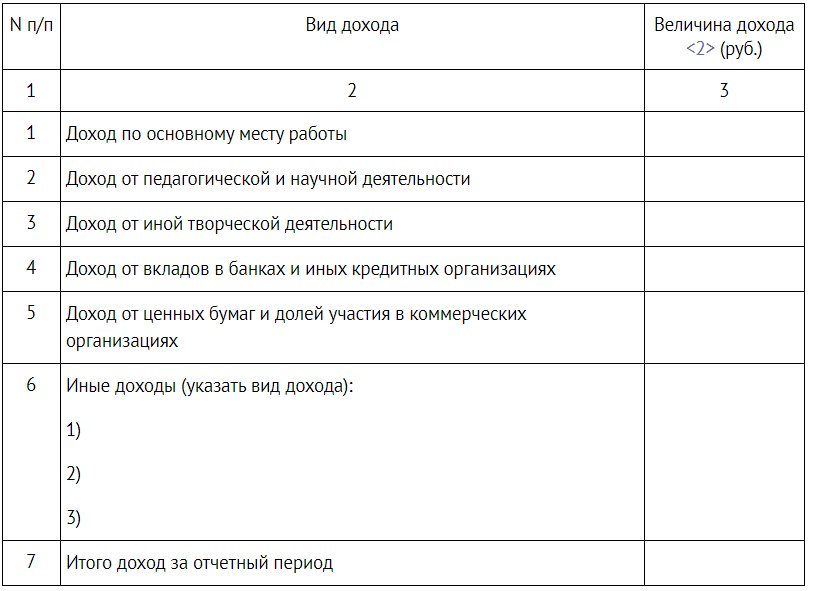 N п/п Вид дохода Величина дохода
<2> (руб.)
1 2 3
1 Доход по основному месту работы
2 Доход от педагогической и научной деятельности
3 Доход от иной творческой деятельности
4 Доход от вкладов в банках и иных кредитных организациях
5 Доход от ценных бумаг и долей участия в коммерческих
организациях
6 Иные доходы (указать вид дохода):
1)
2)
3)
7 Итого доход за отчетный период